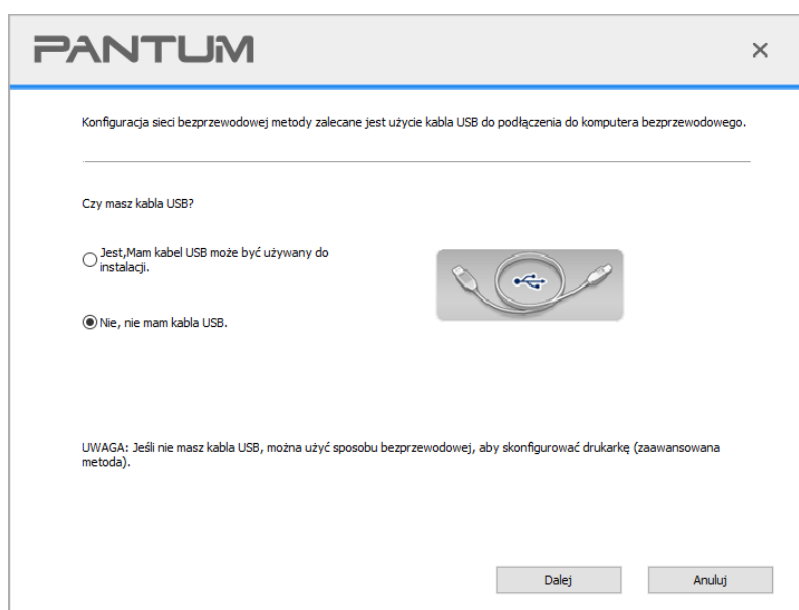 PANTUM
Konfiguracja sieci bezprzewodowej metody zalecane jest użycie kabla USB do podłączenia do komputera bezprzewodowego.
Czy masz kabla USB?
Jest,Mam kabel USB może być używany do
instalacji.
Nie, nie mam kabla USB.
UWAGA: Jeśli nie masz kabla USB, można użyć sposobu bezprzewodowej, aby skonfigurować drukarkę (zaawansowana
metoda).
Dalej
Anuluj